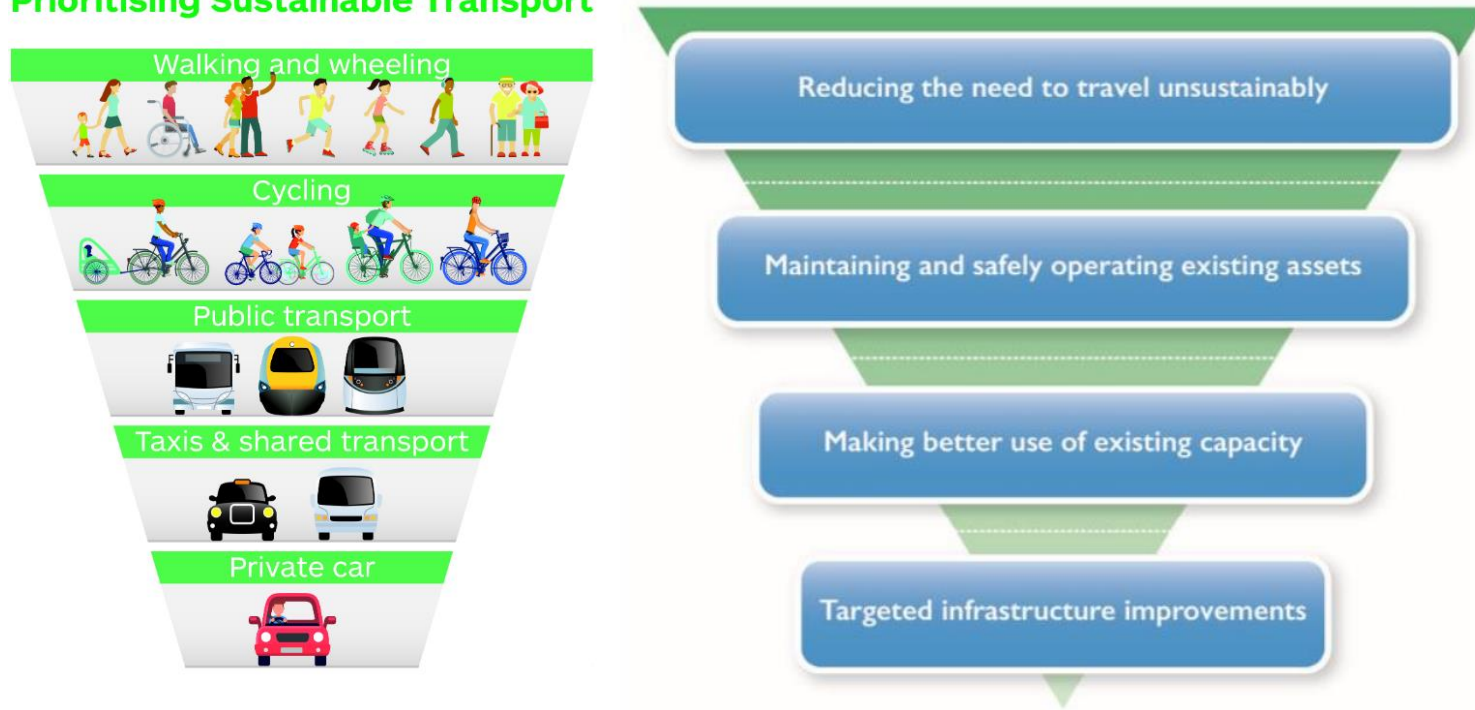 Prioritising Sustainable Transport
Walking and wheeling
Cycling
Public transport
Taxis & shared transport
Private car
Reducing the need to travel unsustainably
Maintaining and safely operating existing assets
Making better use of existing capacity
Targeted infrastructure improvements